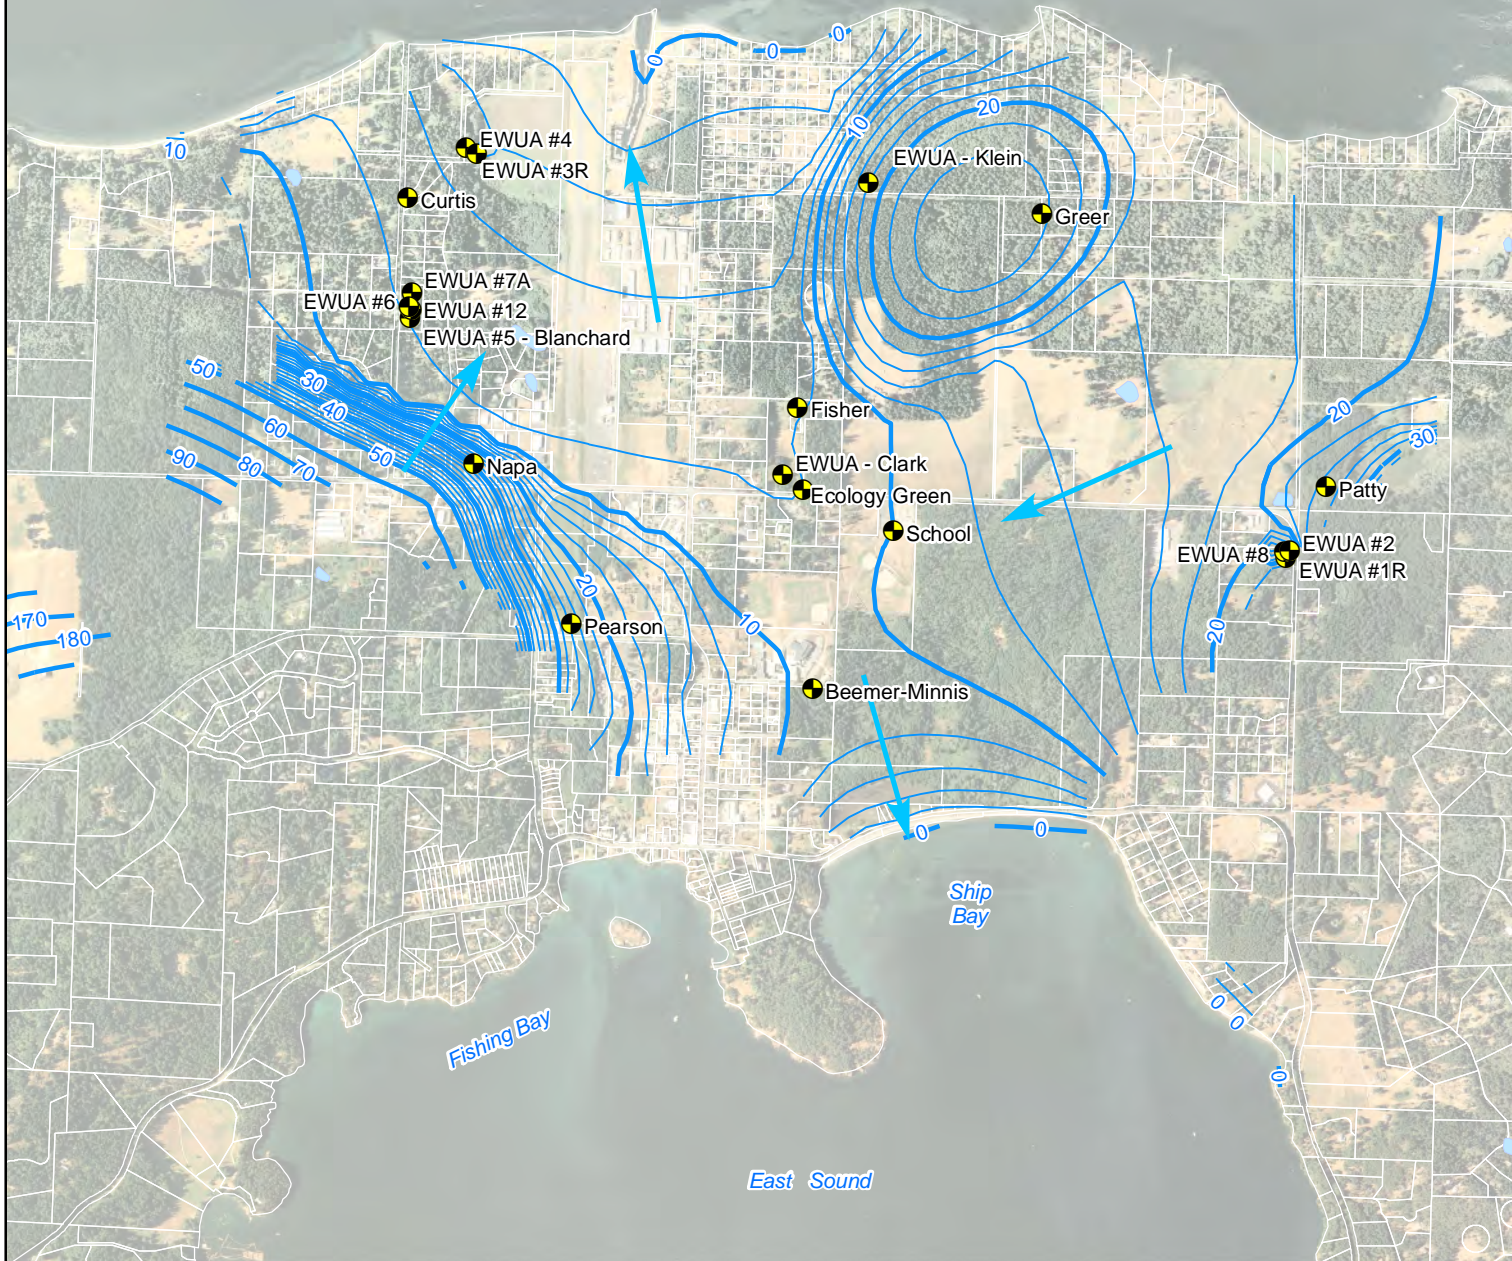 0
0
0
10
20
10
EWUA #4
EWUA #3R
EWUA - Klein
Curtis
Greer
EWUA #7A
EWUA #6
EWUA #12
EWUA #5 - Blanchard
50
30
40
60
50
90
80
70
Napa
Fisher
20
30
EWUA - Clark
Ecology Green
Patty
School
EWUA #8
EWUA #2
EWUA #1R
20
170
180
Pearson
10
20
Beemer-Minnis
0
0
Ship
Bay
Fishing Bay
0
0
0
East Sound